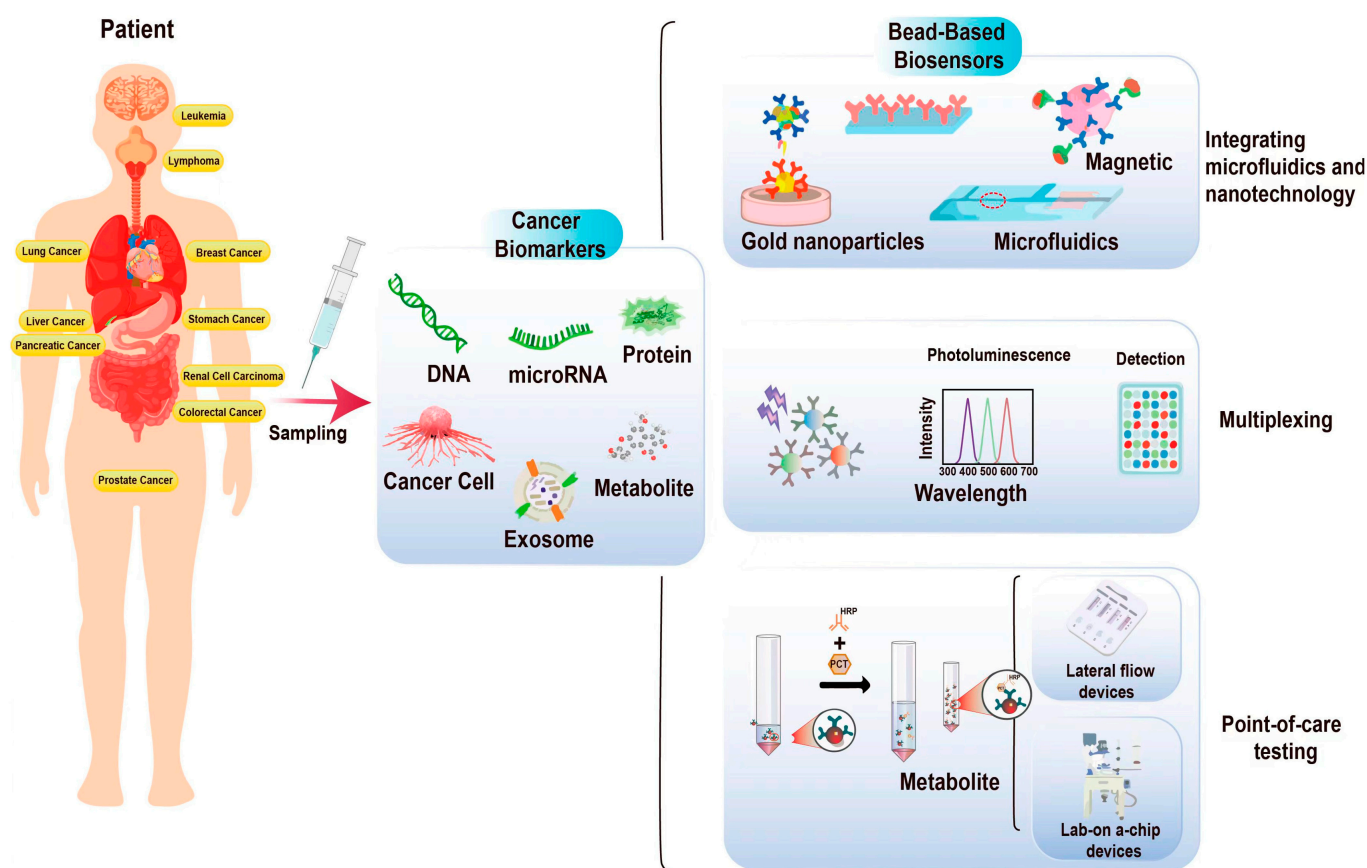 Patient
Leukemia
Lymphoma
Lung Cancer
Breast Cancer
Liver Cancer
Stomach Cancer
Pancreatic Cancer
Renal Cell Carcinoma
Colorectal Cancer
Prostate Cancer
Sampling
Cancer
Biomarkers
DNA
microRNA
Protein
Cancer Cell
Exosome
Metabolite
Bead-Based
Biosensors
Magnetic
Gold nanoparticles
Microfluidics
Integrating
microfluidics and
nanotechnology
Photoluminescence
Detection
Intensity
300 400 500 600 700
Wavelength
Multiplexing
HRP
+
PCT
HRP
PCT
Metabolite
Lateral fliow
devices
Lab-on a-chip
devices
Point-of-care
testing